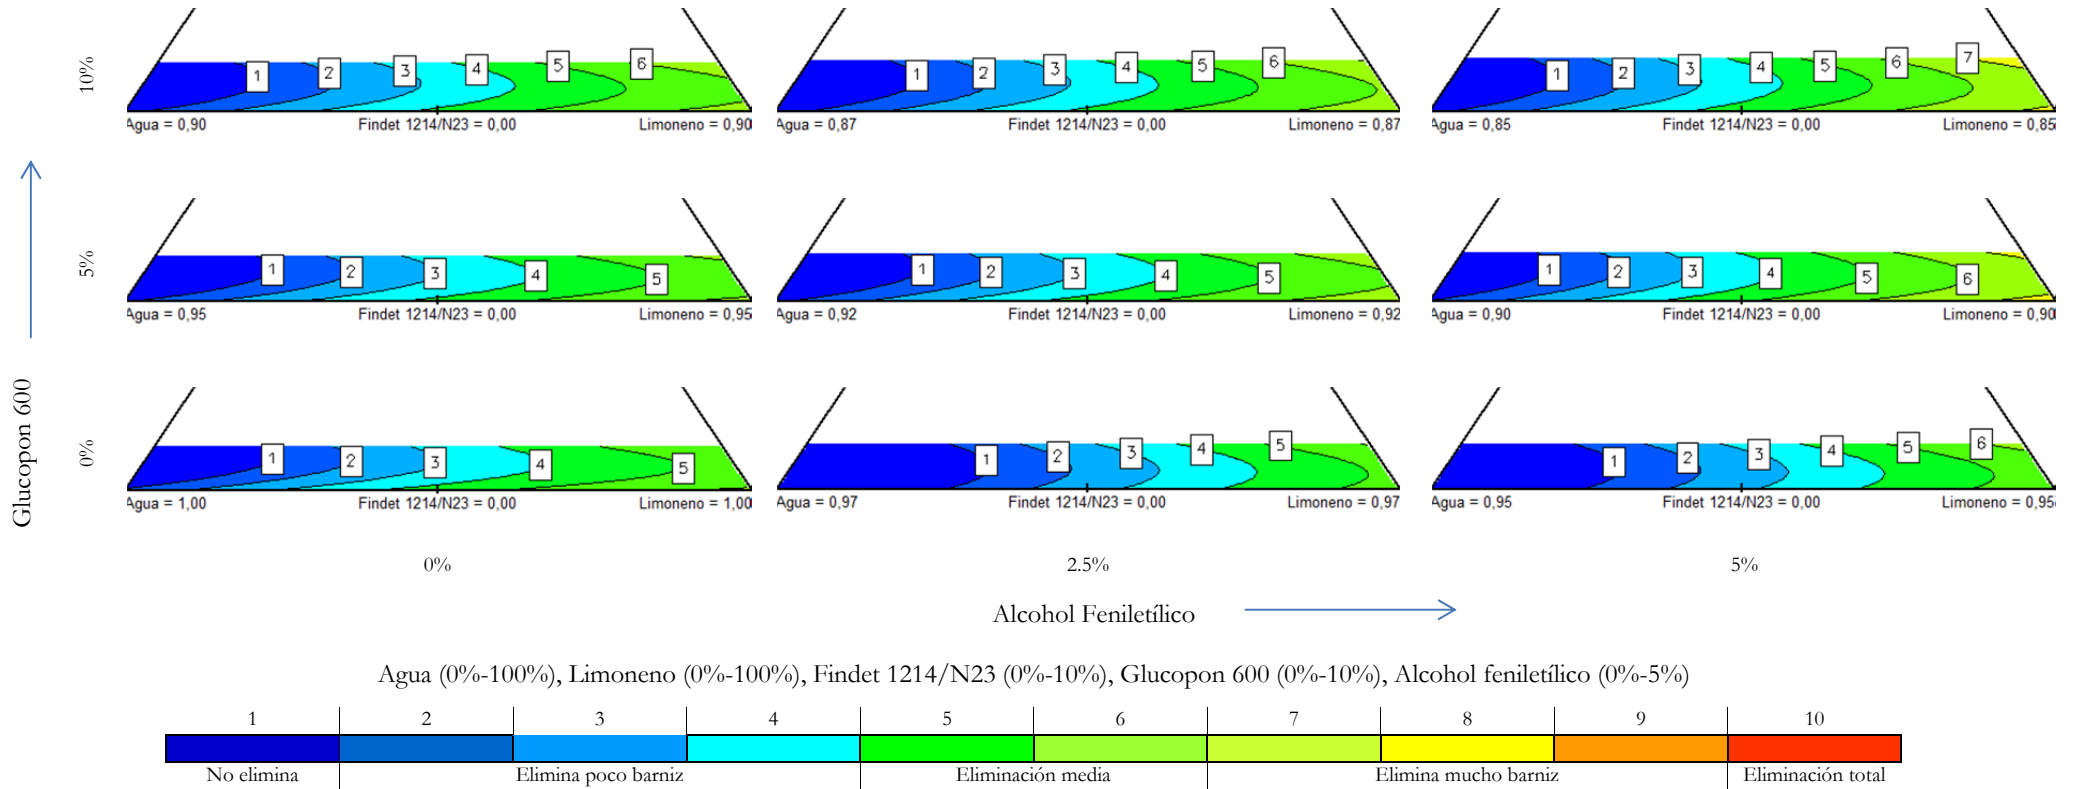 10%
1 2 3 4 5 6
Agua = 0,90 Findet 1214/N23 = 0,00 Limoneno = 0,90
1 2 3 4 5 6
Agua = 0,87 Findet 1214/N23 = 0,00 Limoneno = 0,87
1 2 3 4 5 6 7
Agua = 0,85 Findet 1214/N23 = 0,00 Limoneno = 0,85
5%
1 2 3 4 5
Agua = 0,95 Findet 1214/N23 = 0,00 Limoneno = 0,95
1 2 3 4 5
Agua = 0,92 Findet 1214/N23 = 0,00 Limoneno = 0,92
1 2 3 4 5 6
Agua = 0,90 Findet 1214/N23 = 0,00 Limoneno = 0,90
Glucopon 600
0%
1 2 3 4 5
Agua = 1,00 Findet 1214/N23 = 0,00 Limoneno = 1,00
1 2 3 4 5
Agua = 0,97 Findet 1214/N23 = 0,00 Limoneno = 0,97
1 2 3 4 5 6
Agua = 0,95 Findet 1214/N23 = 0,00 Limoneno = 0,95
0% 2.5% 5%
Alcohol Feniletílico
Agua (0%-100%), Limoneno (0%-100%), Findet 1214/N23 (0%-10%), Glucopon 600 (0%-10%), Alcohol feniletílico (0%-5%)
1 2 3 4 5 6 7 8 9 10
No elimina Elimina poco barniz Eliminación media Elimina mucho barniz Eliminación total